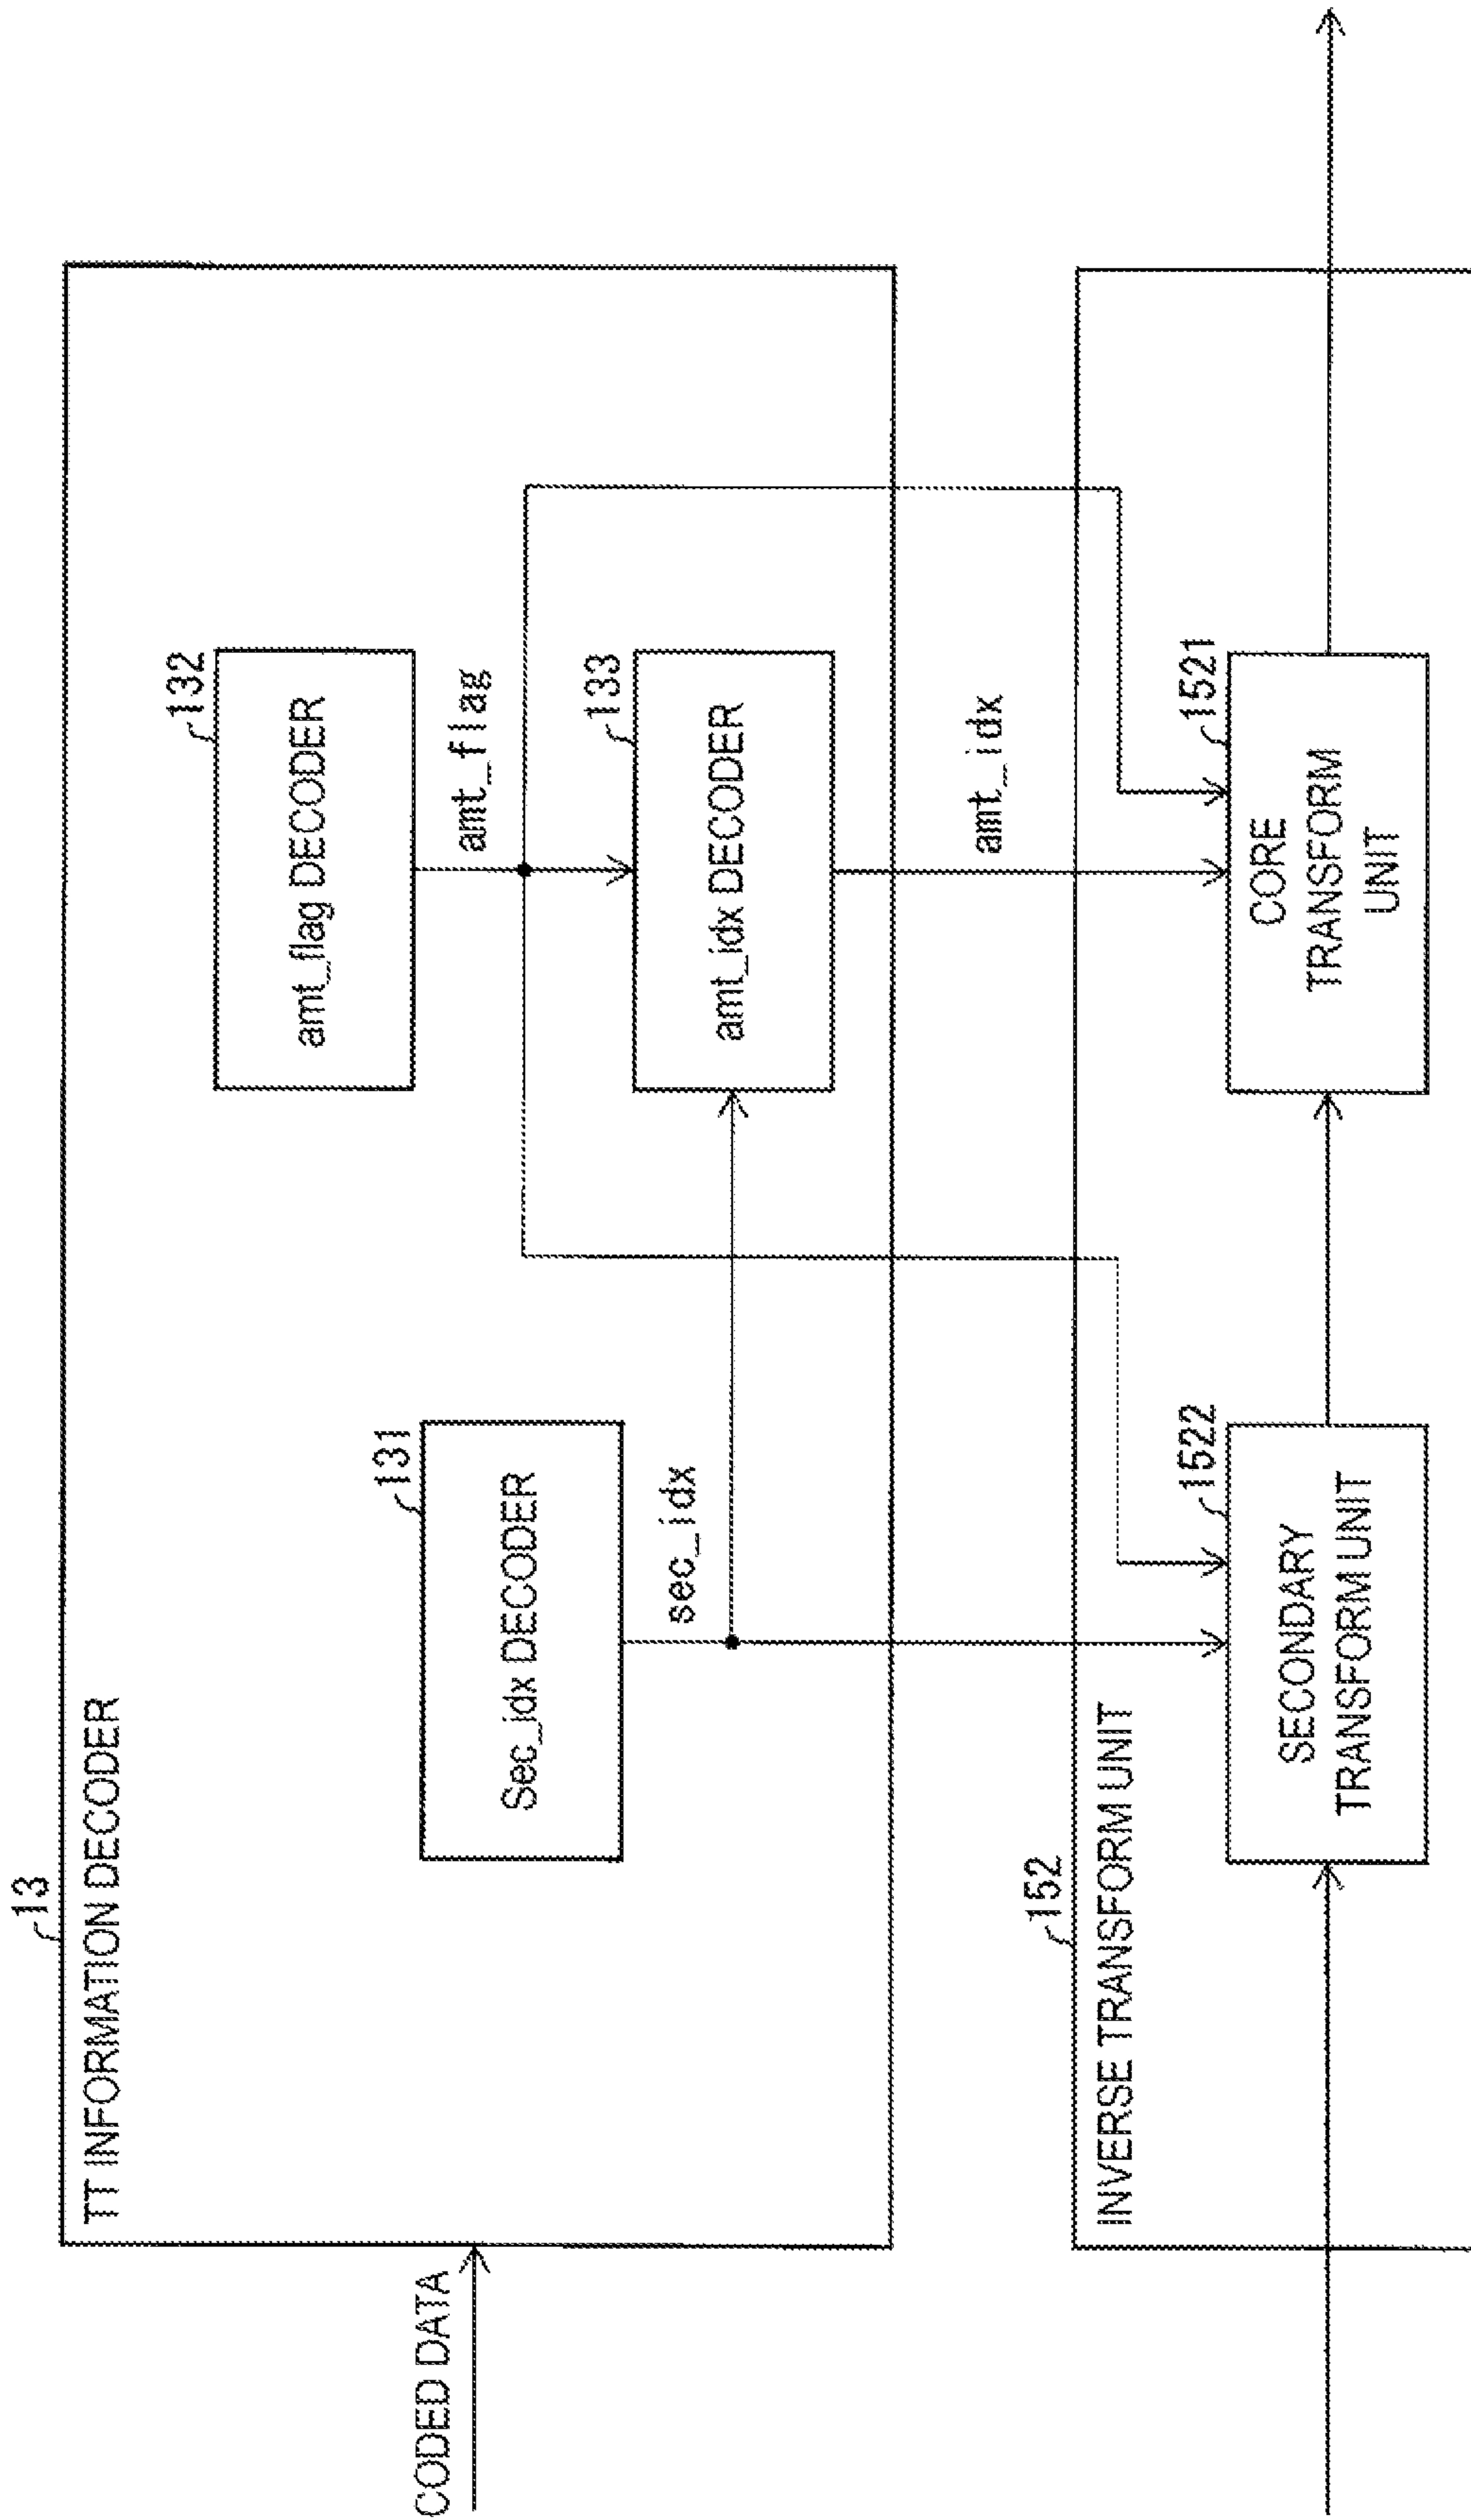 13
TT INFORMATION DECODER
CODED DATA
132
amt_flag DECODER
amt_flag
131
Sec_idx DECODER
133
amt_idx DECODER
sec_idx
amt_idx
152
INVERSE TRANSFORM UNIT
1522
SECONDARY
TRANSFORM UNIT
1521
CORE
TRANSFORM
UNIT